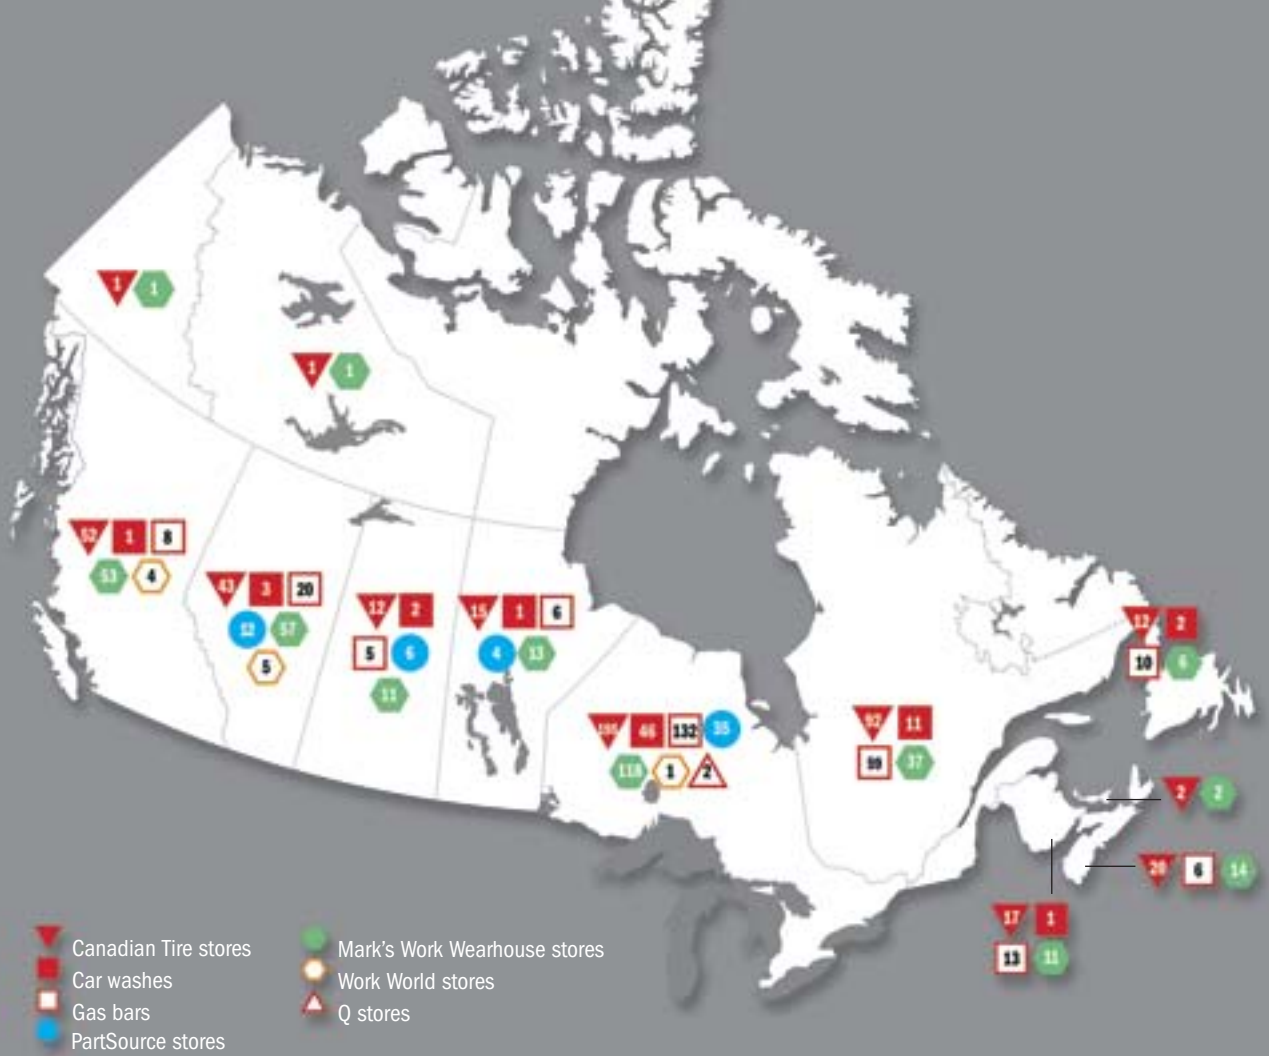 1 1
1 1
52 1 8
53 4
43 3 20
12 57
5
12 2
5 6
11
15 1 6
4 13
46 132 35
118 1 2
92 11
37
12 2
10 6
2 2
20 6 14
17 1
13 11
Canadian Tire stores
Car washes
Gas bars
PartSource stores
Mark's Work Wearhouse stores
Work World stores
Q stores